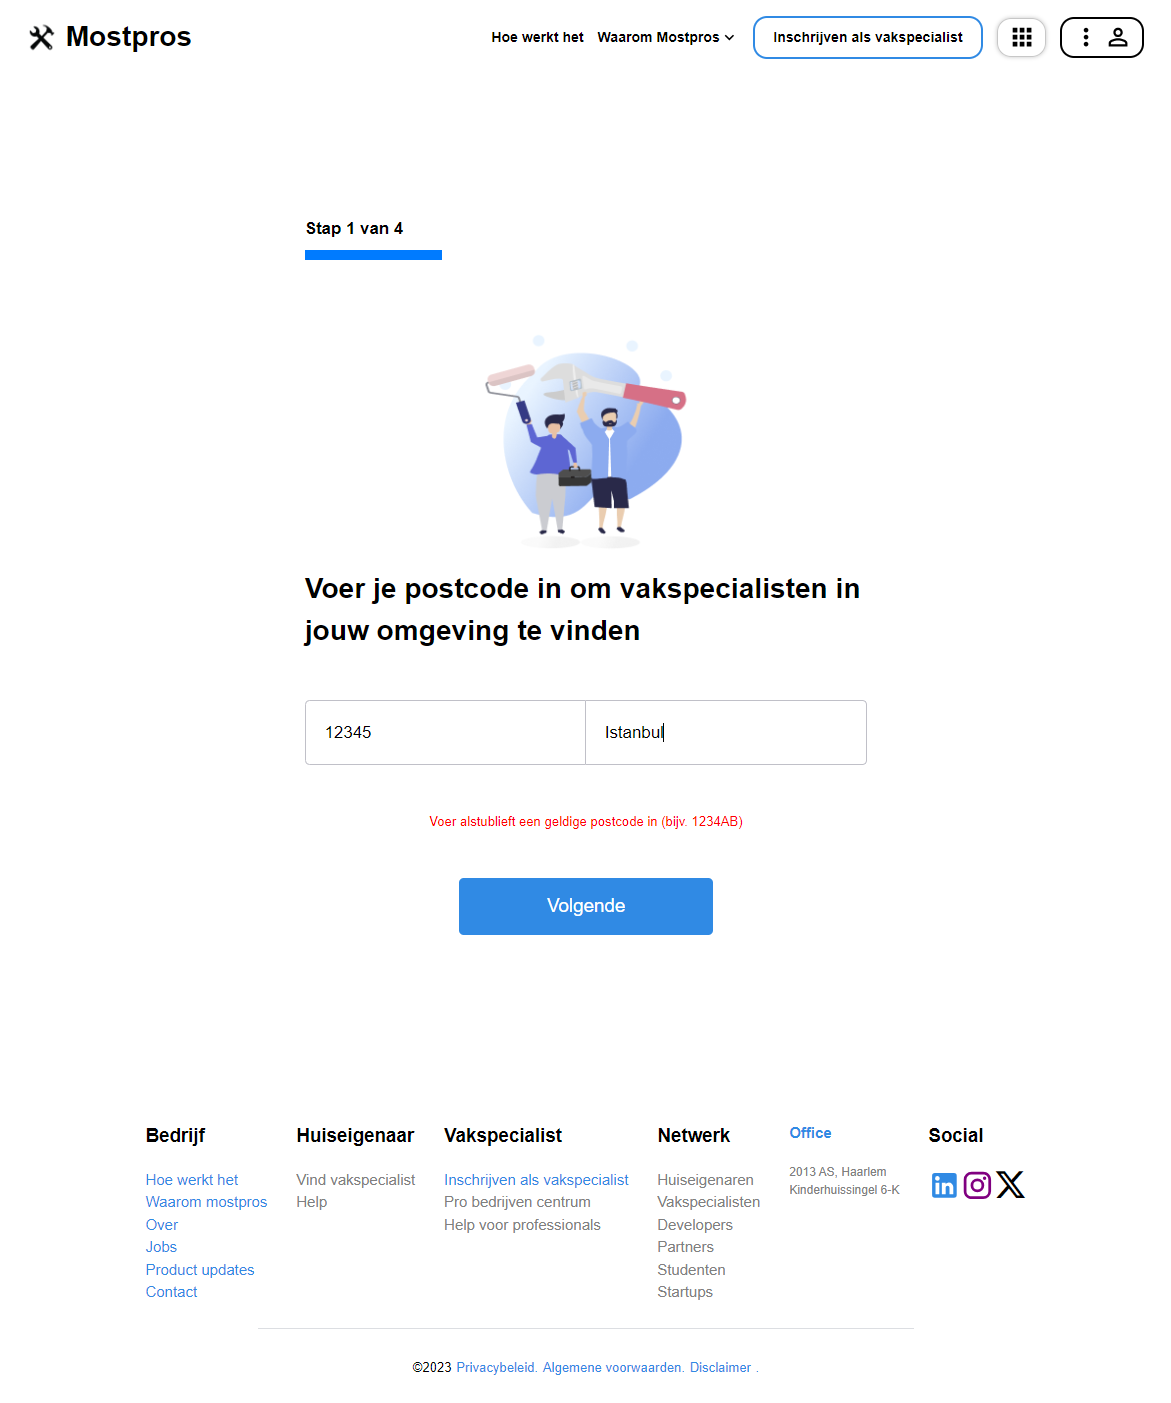 Mostpros
Hoe werkt het
Waarom Mostpros
Inschrijven als vakspecialist
Stap 1 van 4
Voer je postcode in om vakspecialisten in
jouw omgeving te vinden
12345
Istanbul
Voer alstublieft een geldige postcode in (bijv. 1234AB)
Volgende
Bedrijf
Hoe werkt het
Waarom mostpros
Over
Jobs
Product updates
Contact
Huiseigenaar
Vind vakspecialist
Help
Vakspecialist
Inschrijven als vakspecialist
Pro bedrijven centrum
Help voor professionals
Netwerk
Huiseigenaren
Vakspecialisten
Developers
Partners
Studenten
Startups
Office
2013 AS, Haarlem
Kinderhuissingel 6-K
Social
©2023 Privacybeleid. Algemene voorwaarden. Disclaimer .